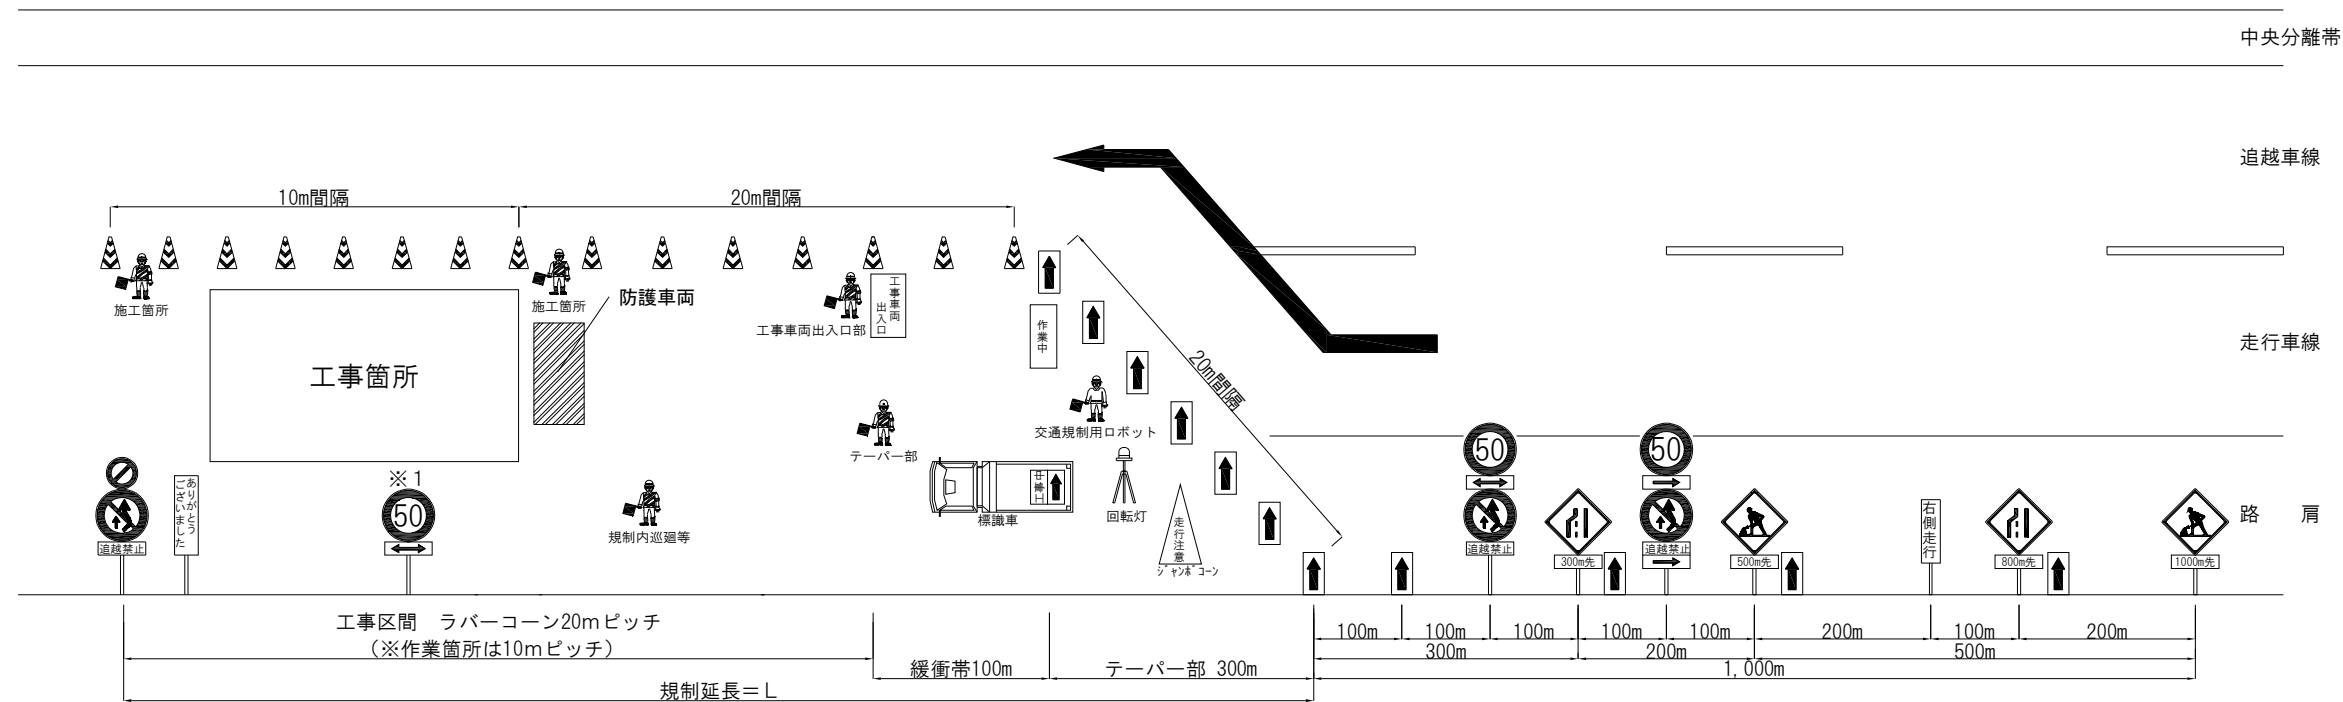 中央分離帯
追越車線
10m間隔
20m間隔
施工箇所
施工箇所
防護車両
工事車両出入口部
工事車両
出入口
作業中
走行車線
工事箇所
20m間隔
交通規制用ロボット
テーパー部
※１
50
ありがとう
ございました
追越禁止
規制内巡廻等
工事中
標識車
回転灯
走行注意
ｼﾞｬﾝﾎﾞｺｰﾝ
50
追越禁止
300m先
50
追越禁止
500m先
右側走行
800m先
1000m先
路肩
工事区間　ラバーコーン20ｍピッチ
（※作業箇所は10ｍピッチ）
100m
100m
100m
100m
100m
200m
100m
200m
300m
200m
500m
緩衝帯100m
テーパー部 300m
1,000m
規制延長＝Ｌ